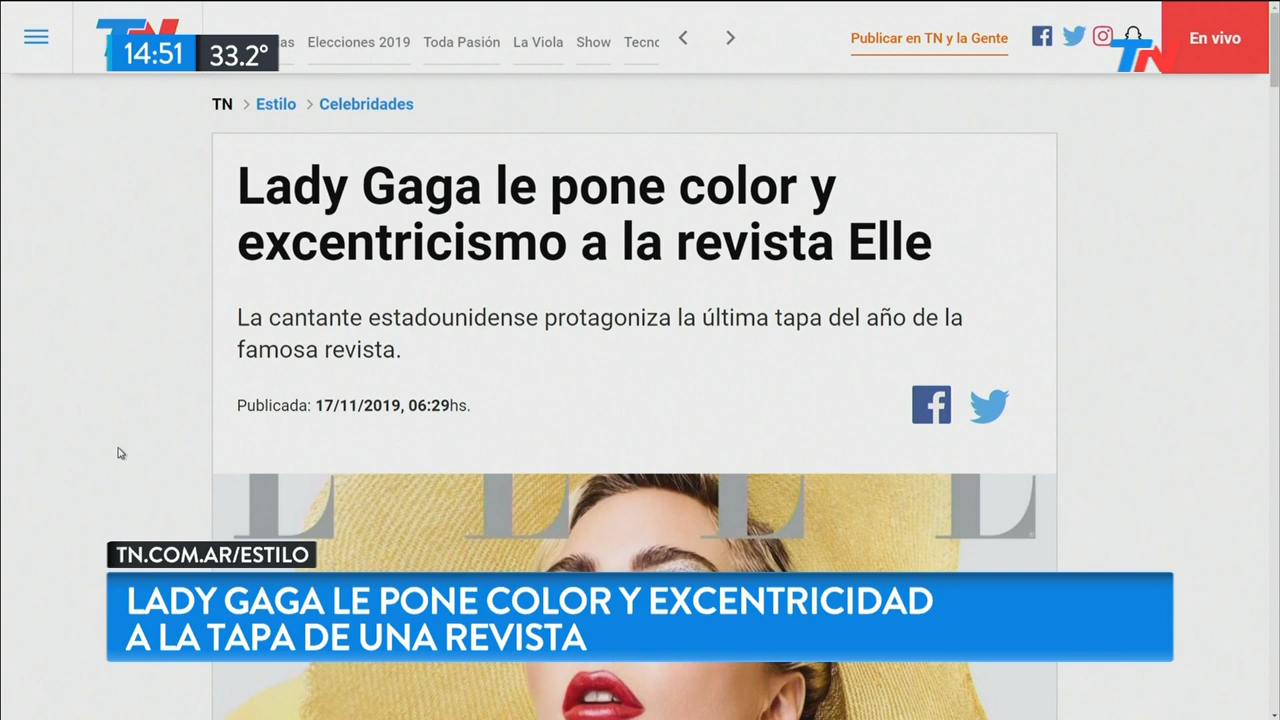 TN
14:51 33.2°
as Elecciones 2019 Toda Pasión La Viola Show Tecno
Publicar en TN y la Gente
TN
En vivo
TN > Estilo > Celebridades
Lady Gaga le pone color y
excentricismo a la revista Elle
La cantante estadounidense protagoniza la última tapa del año de la
famosa revista.
Publicada: 17/11/2019, 06:29hs.
ELLE
TN.COM.AR/ESTILO
LADY GAGA LE PONE COLOR Y EXCENTRICIDAD
A LA TAPA DE UNA REVISTA